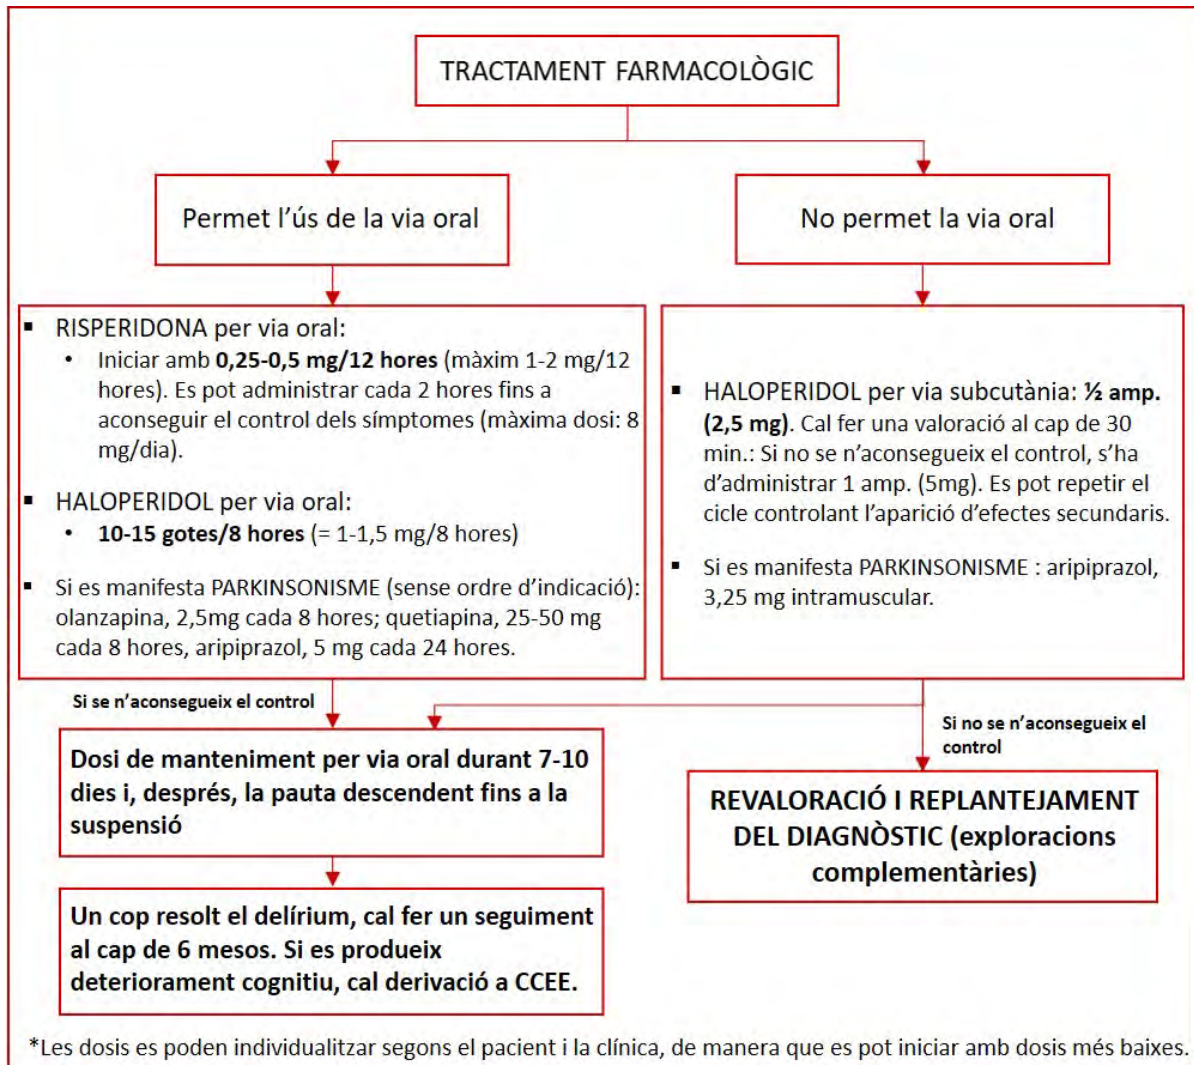 TRACTAMENT FARMACOLÒGIC
Permet l'ús de la via oral
No permet la via oral
▪ RISPERIDONA per via oral:
• Iniciar amb 0,25-0,5 mg/12 hores (màxim 1-2 mg/12
hores). Es pot administrar cada 2 hores fins a
aconseguir el control dels símptomes (màxima dosi: 8
mg/dia).
▪ HALOPERIDOL per via oral:
• 10-15 gotes/8 hores (= 1-1,5 mg/8 hores)
▪ Si es manifesta PARKINSONISME (sense ordre d'indicació):
olanzapina, 2,5mg cada 8 hores; quetiapina, 25-50 mg
cada 8 hores, aripiprazol, 5 mg cada 24 hores.
▪ HALOPERIDOL per via subcutània: ½ amp.
(2,5 mg). Cal fer una valoració al cap de 30
min.: Si no se n'aconsegueix el control, s'ha
d'administrar 1 amp. (5mg). Es pot repetir el
cicle controlant l'aparició d'efectes secundaris.
▪ Si es manifesta PARKINSONISME : aripiprazol,
3,25 mg intramuscular.
Si se n'aconsegueix el control
Si no se n'aconsegueix el
control
Dosi de manteniment per via oral durant 7-10
dies i, després, la pauta descendent fins a la
suspensió
REVALORACIÓ I REPLANTEJAMENT
DEL DIAGNÒSTIC (exploracions
complementàries)
Un cop resolt el delírium, cal fer un seguiment
al cap de 6 mesos. Si es produeix
deteriorament cognitiu, cal derivació a CCEE.
*Les dosis es poden individualitzar segons el pacient i la clínica, de manera que es pot iniciar amb dosis més baixes.